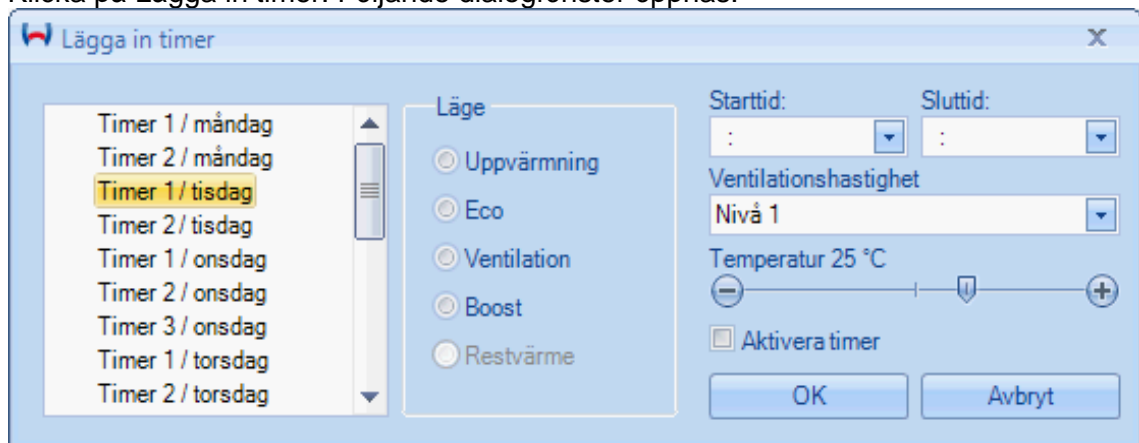 Klicka på Lägga in timer. Följande dialogfönster öppnas:
Lägga in timer
Timer 1 / måndag
Timer 2 / måndag
Timer 1 / tisdag
Timer 2 / tisdag
Timer 1 / onsdag
Timer 2 / onsdag
Timer 3 / onsdag
Timer 1 / torsdag
Timer 2 / torsdag
Läge
Uppvärmning
Eco
Ventilation
Boost
Restvärme
Starttid: Sluttid:
: :
Ventilationshastighet
Nivå 1
Temperatur 25 °C
Aktivera timer
OK Avbryt